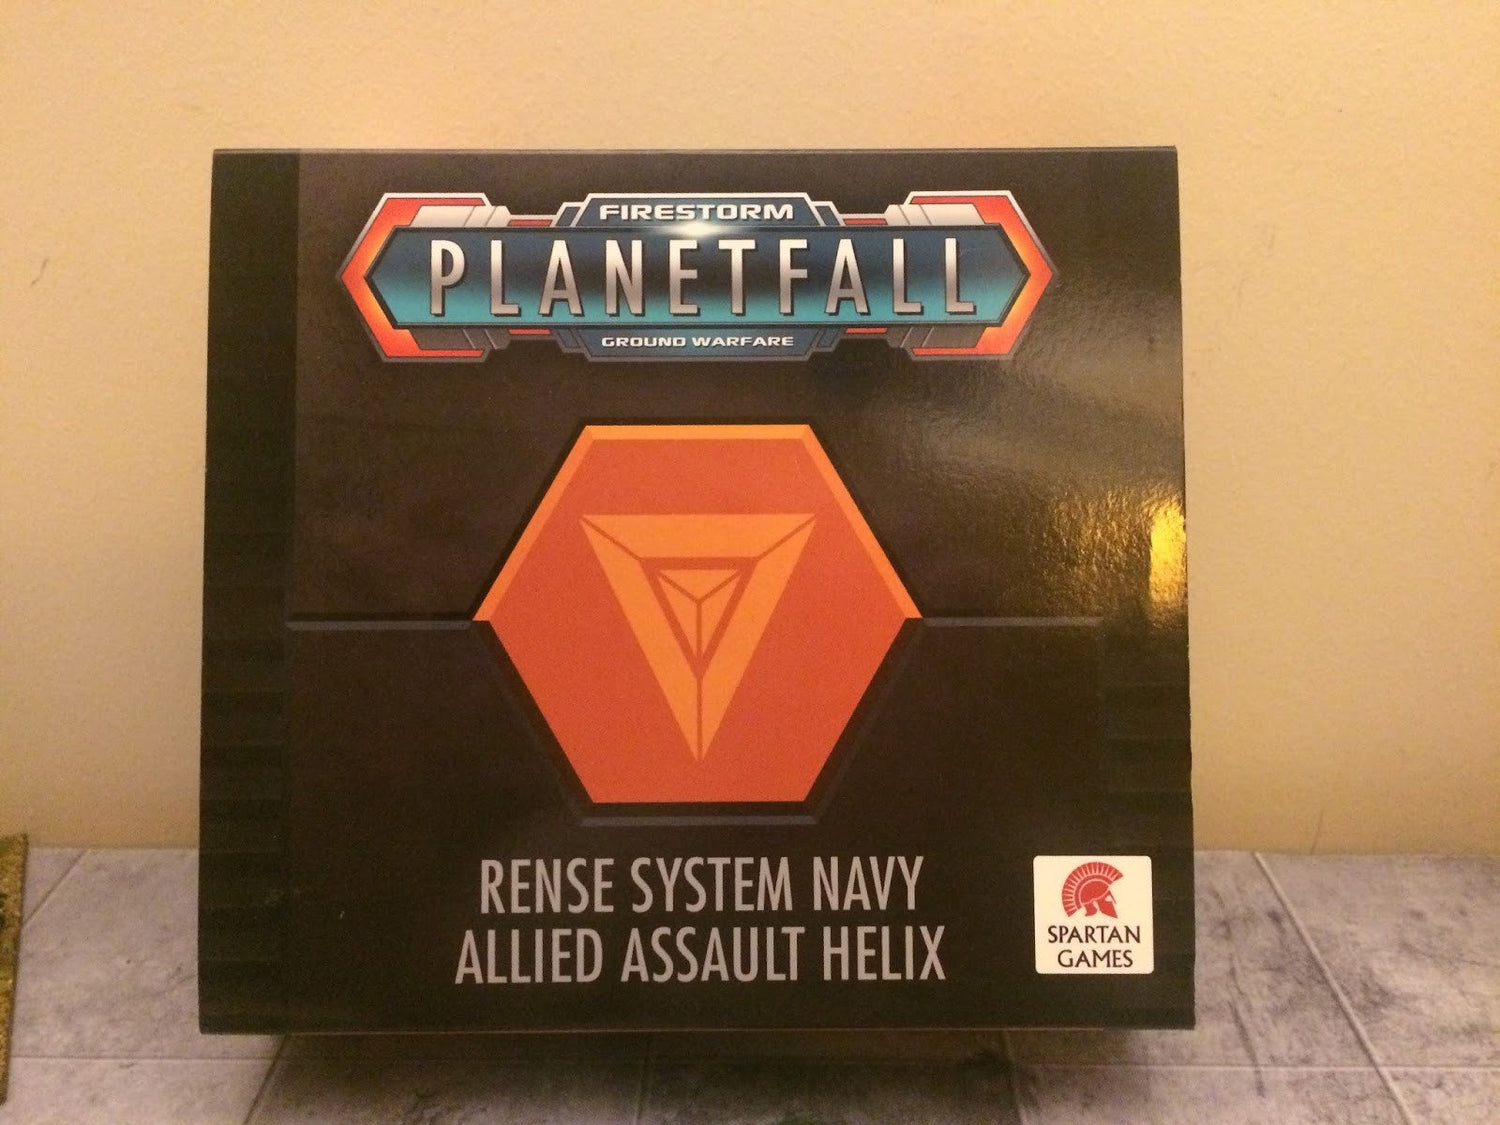 FIRESTORM
PLANETFALL
GROUND WARFARE
RENSE SYSTEM NAVY
ALLIED ASSAULT HELIX
SPARTAN
GAMES